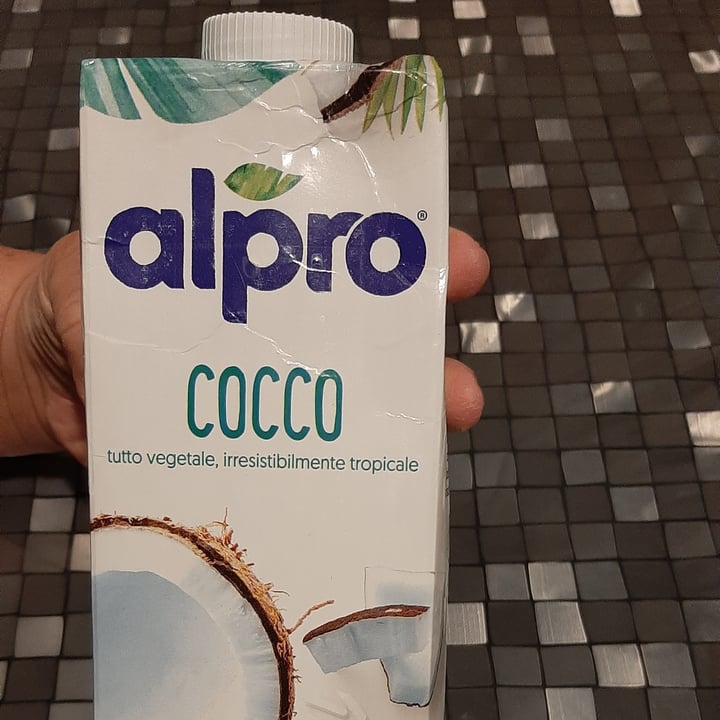 alpro®
COCCO
tutto vegetale, irresistibilmente tropicale